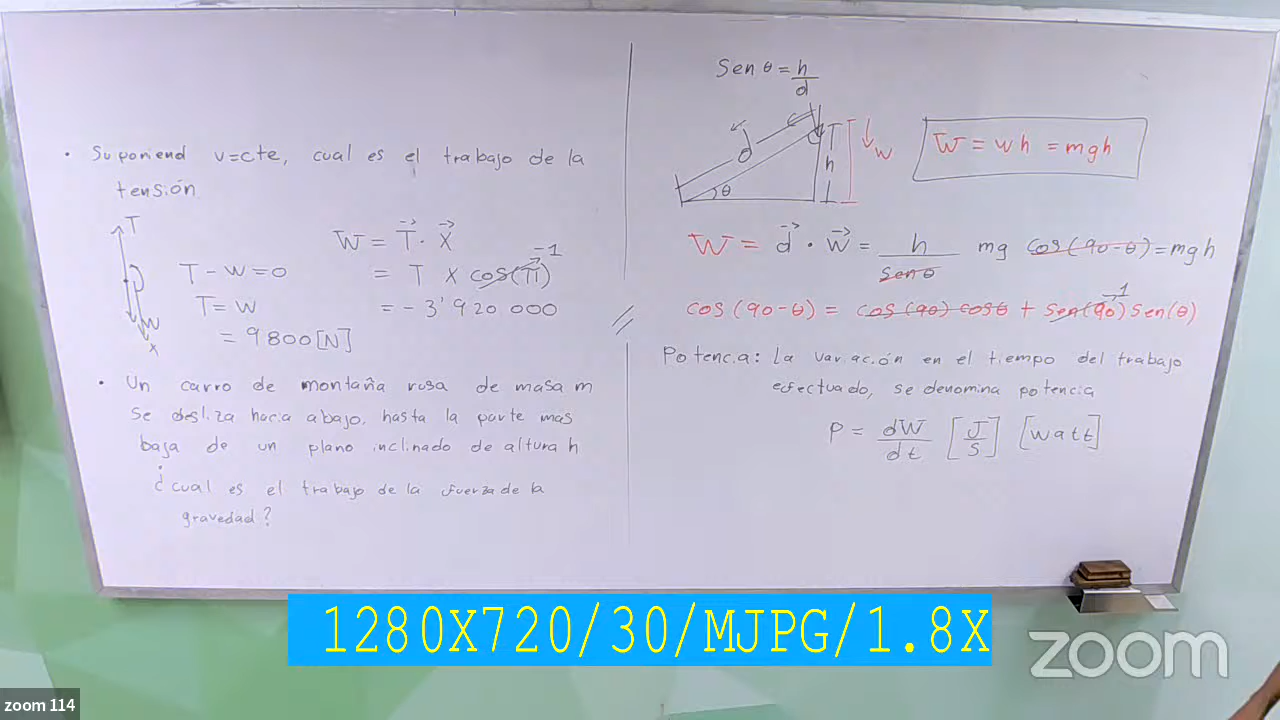 • Suponiend v=cte, cual es el trabajo de la
tensión
T
W
x
T - W = 0
T = W
= 9800 [N]
W = T⃗ · X⃗
= T x cos(π) -1
= -3'920 000
• Un carro de montaña rusa de masa m
se desliza hacia abajo, hasta la parte mas
baja de un plano inclinado de altura h
¿cual es el trabajo de la fuerza de la
gravedad?
Sen θ = h/d
θ
h
W
W = wh = mgh
W = d⃗ · w⃗ = h/senθ mg cos(90-θ) = mgh
cos(90-θ) = cos(90) cosθ + sen(90) 1 sen(θ)
Potencia: La variación en el tiempo del trabajo
efectuado, se denomina potencia
P = dW/dt [J/s] [watt]
1280X720/30/MJPG/1.8X
zoom
zoom 114